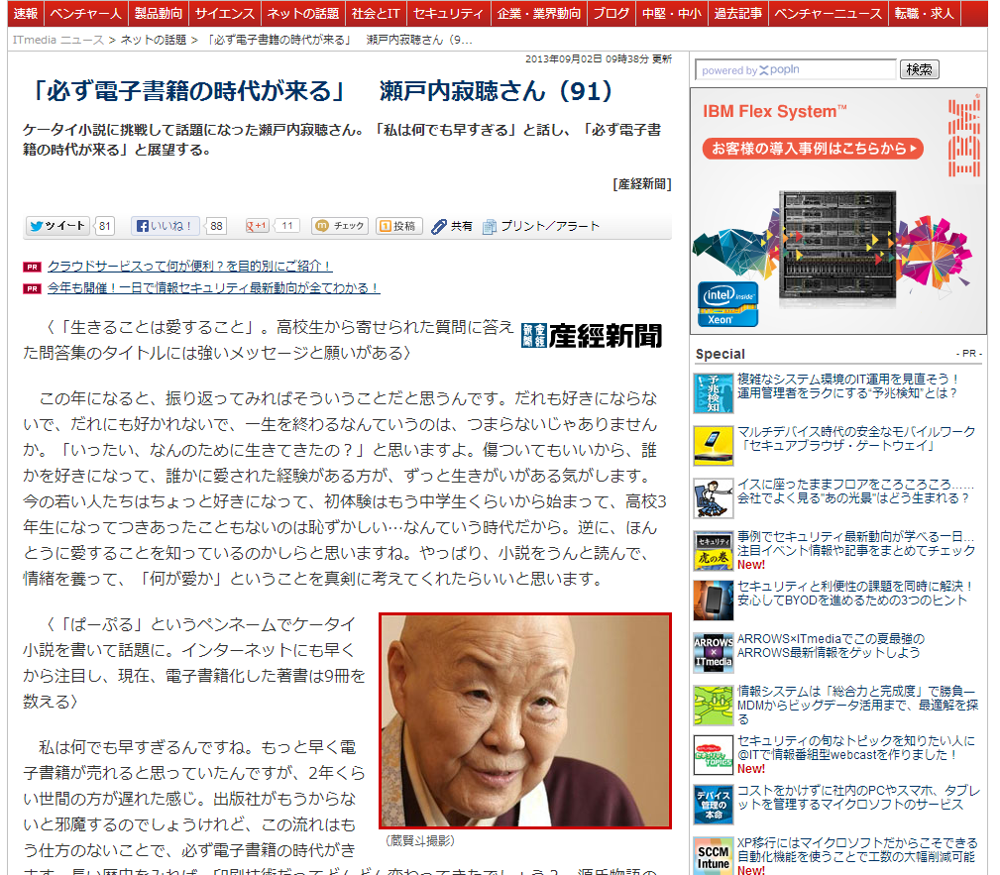 速報 ベンチャー人 製品動向 サイエンス ネットの話題 社会とIT セキュリティ 企業・業界動向 ブログ 中堅・中小 過去記事 ベンチャーニュース 転職・求人
ITmedia ニュース > ネットの話題 > 「必ず電子書籍の時代が来る」 瀬戸内寂聴さん（9...
2013年09月02日 09時38分 更新
「必ず電子書籍の時代が来る」 瀬戸内寂聴さん（91）
ケータイ小説に挑戦して話題になった瀬戸内寂聴さん。「私は何でも早すぎる」と話し、「必ず電子書
籍の時代が来る」と展望する。
[産経新聞]
ツイート 81 いいね！ 88 g +1 11 m チェック 投稿 共有 プリント／アラート
PR クラウドサービスって何が便利？を目的別にご紹介！
PR 今年も開催！一日で情報セキュリティ最新動向が全てわかる！
〈「生きることは愛すること」。高校生から寄せられた質問に答え
た問答集のタイトルには強いメッセージと願いがある〉
産經新聞
この年になると、振り返ってみればそういうことだと思うんです。だれも好きにならな
いで、だれにも好かれないで、一生を終わるなんていうのは、つまらないじゃありません
か。「いったい、なんのために生きてきたの？」と思いますよ。傷ついてもいいから、誰
かを好きになって、誰かに愛された経験がある方が、ずっと生きがいがある気がします。
今の若い人たちはちょっと好きになって、初体験はもう中学生くらいから始まって、高校3
年生になってつきあったこともないのは恥ずかしい…なんていう時代だから。逆に、ほん
とうに愛することを知っているのかしらと思いますね。やっぱり、小説をうんと読んで、
情緒を養って、「何が愛か」ということを真剣に考えてくれたらいいと思います。
〈「ぱーぷる」というペンネームでケータイ
小説を書いて話題に。インターネットにも早く
から注目し、現在、電子書籍化した著書は9冊を
数える〉
私は何でも早すぎるんですね。もっと早く電
子書籍が売れると思っていたんですが、2年くら
い世間の方が遅れた感じ。出版社がもうからな
いと邪魔するのでしょうけれど、この流れはも
う仕方のないことで、必ず電子書籍の時代がき
（蔵賢斗撮影）
powered by popIn 検索
IBM Flex System™
IBM
お客様の導入事例はこちらから
intel inside
Xeon
Special - PR -
予兆検知
複雑なシステム環境のIT運用を見直そう！
運用管理者をラクにする“予兆検知”とは？
マルチデバイス時代の安全なモバイルワーク
「セキュアブラウザ・ゲートウェイ」
イスに座ったままフロアをころころころ……
会社でよく見る”あの光景”はどう生まれる？
セキュリティ
虎の巻
事例でセキュリティ最新動向が学べる一日…
注目イベント情報や記事をまとめてチェック
New!
セキュリティと利便性の課題を同時に解決！
安心してBYODを進めるための3つのヒント
ARROWS
×
ITmedia
ARROWS×ITmediaでこの夏最強の
ARROWS最新情報をゲットしよう
情報システムは「総合力と完成度」で勝負―
MDMからビッグデータ活用まで、最適解を探
る
TOPICS
セキュリティの旬なトピックを知りたい人に
@ITで情報番組型webcastを作りました！
New!
デバイス
管理の
本命
コストをかけずに社内のPCやスマホ、タブレ
ットを管理するマイクロソフトのサービス
SCCM
Intune
XP移行にはマイクロソフトだからこそできる
自動化機能を使うことで工数の大幅削減可能
New!